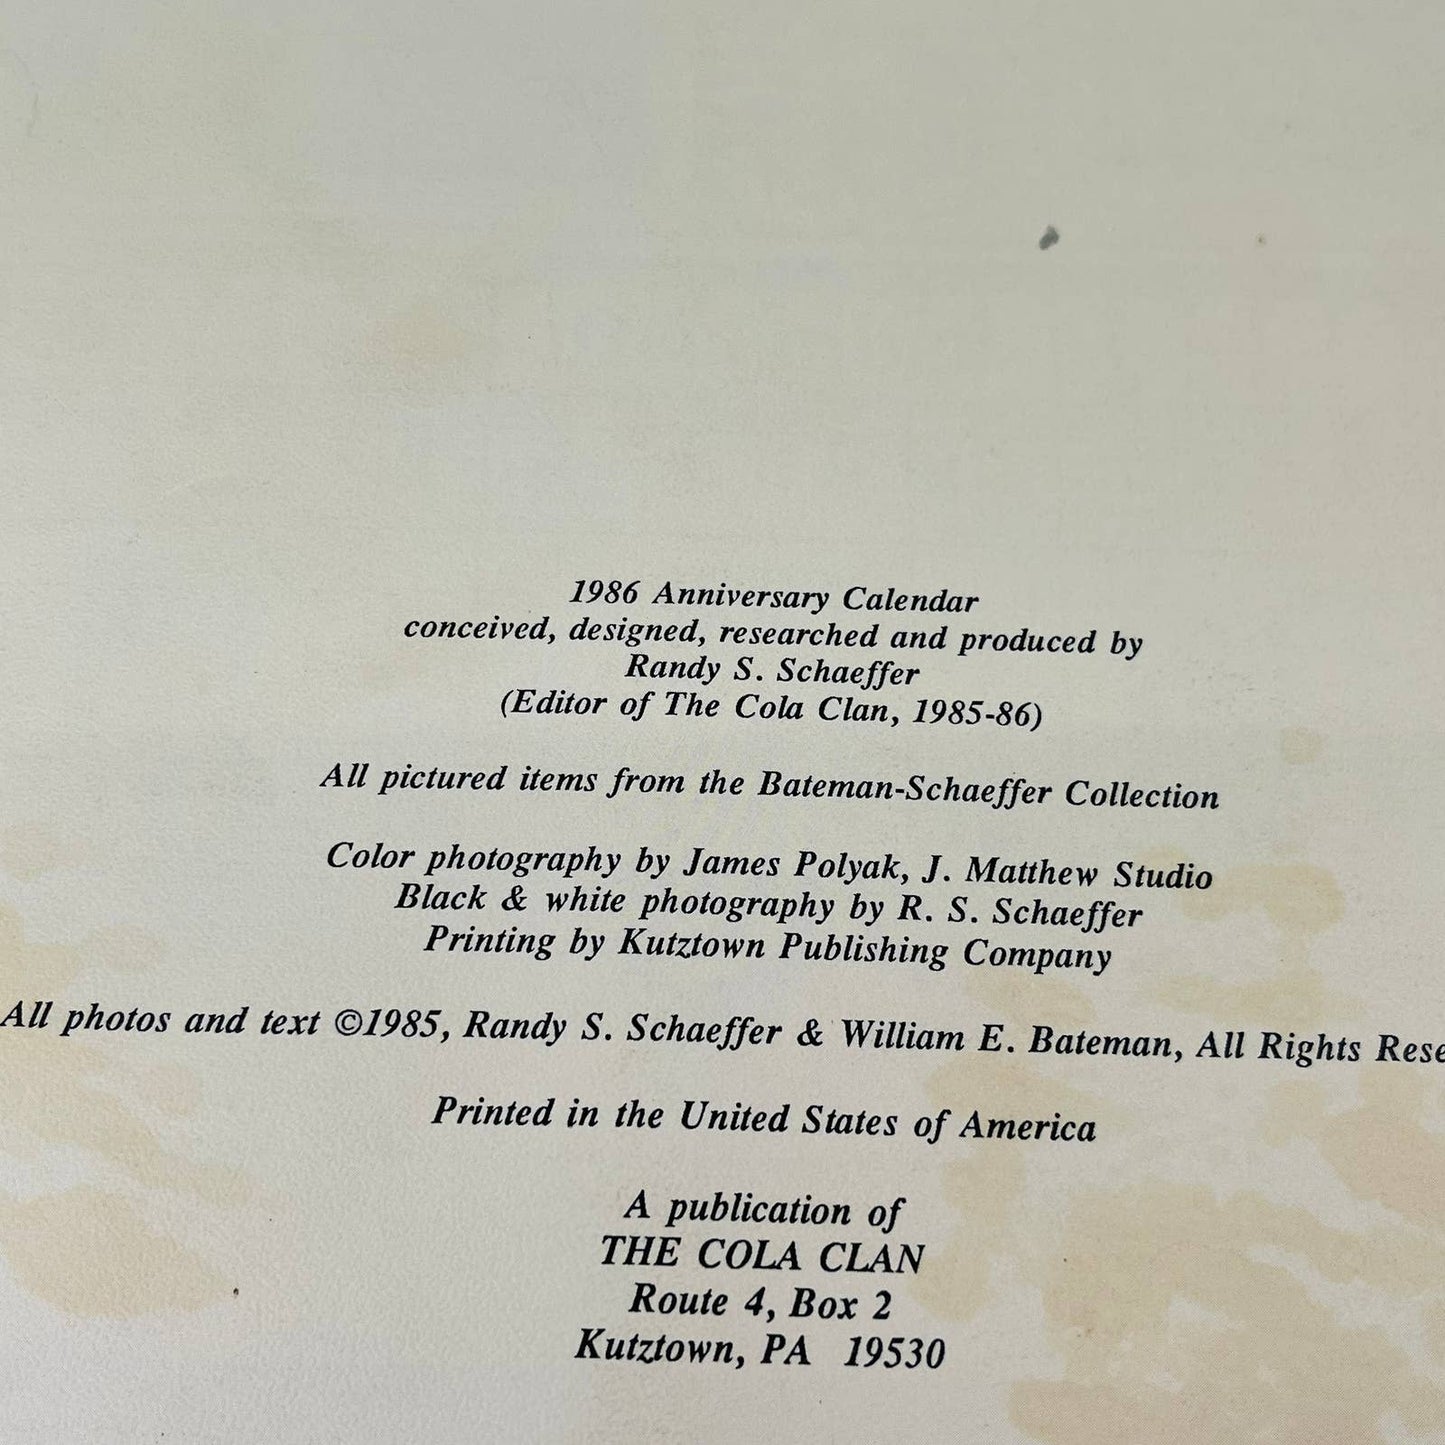 1986 Anniversary Calendar
conceived, designed, researched and produced by
Randy S. Schaeffer
(Editor of The Cola Clan, 1985-86)
All pictured items from the Bateman-Schaeffer Collection
Color photography by James Polyak, J. Matthew Studio
Black & white photography by R. S. Schaeffer
Printing by Kutztown Publishing Company
All photos and text ©1985, Randy S. Schaeffer & William E. Bateman, All Rights
Printed in the United States of America
A publication of
THE COLA CLAN
Route 4, Box 2
Kutztown, PA 19530